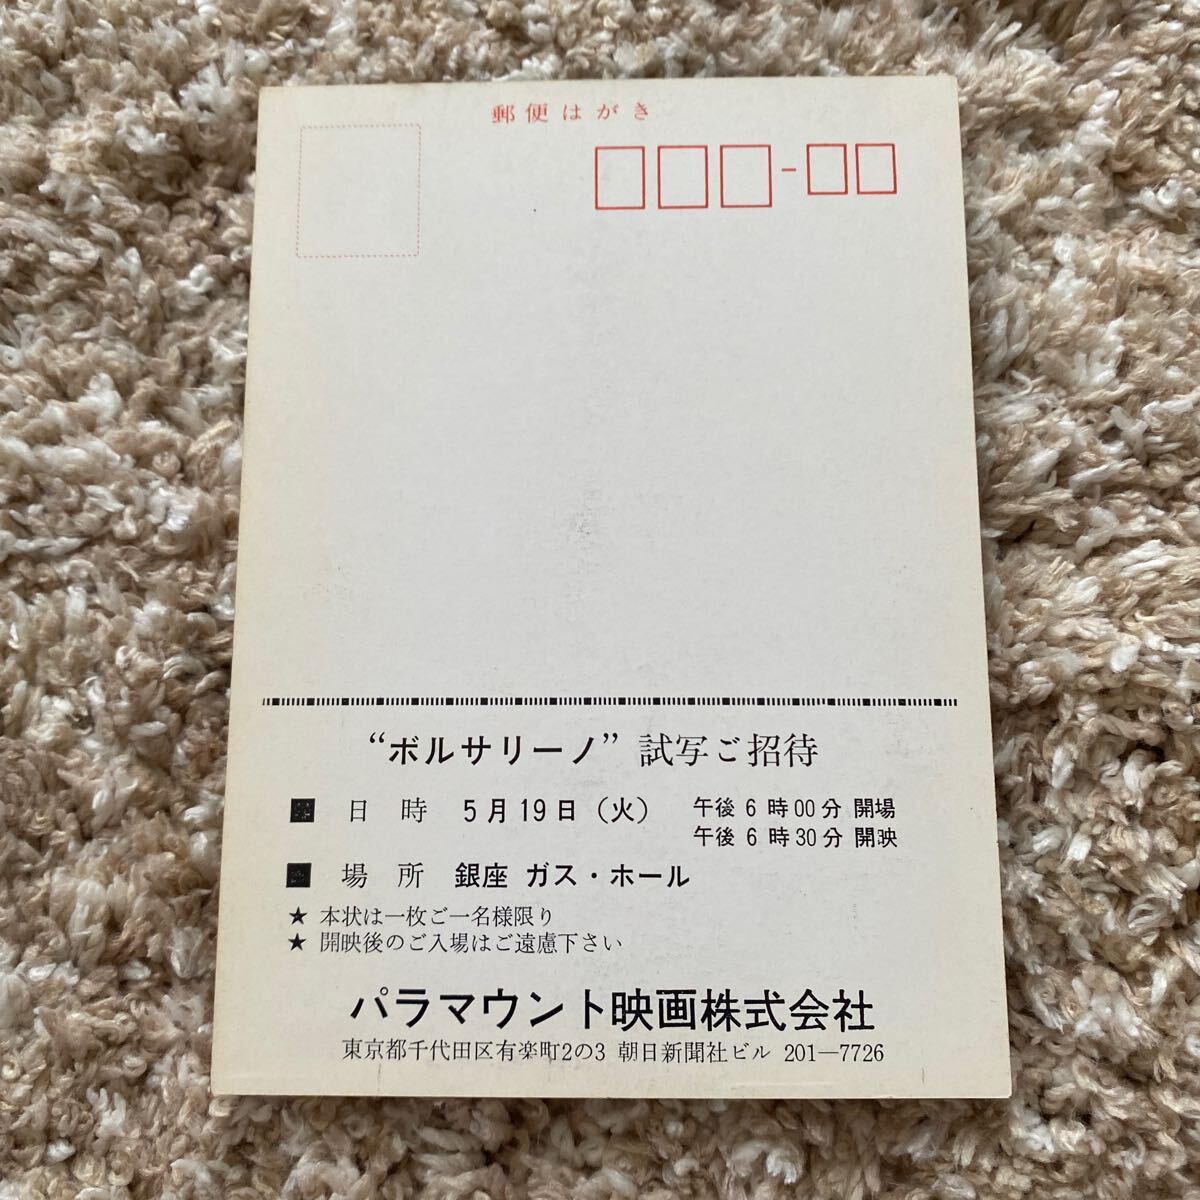 郵便はがき
“ボルサリーノ” 試写ご招待
■ 日 時 5月19日（火） 午後 6 時00分 開場
午後 6 時30分 開映
■ 場 所 銀座 ガス・ホール
★ 本状は一枚ご一名様限り
★ 開映後のご入場はご遠慮下さい
パラマウント映画株式会社
東京都千代田区有楽町2の3 朝日新聞社ビル 201—7726